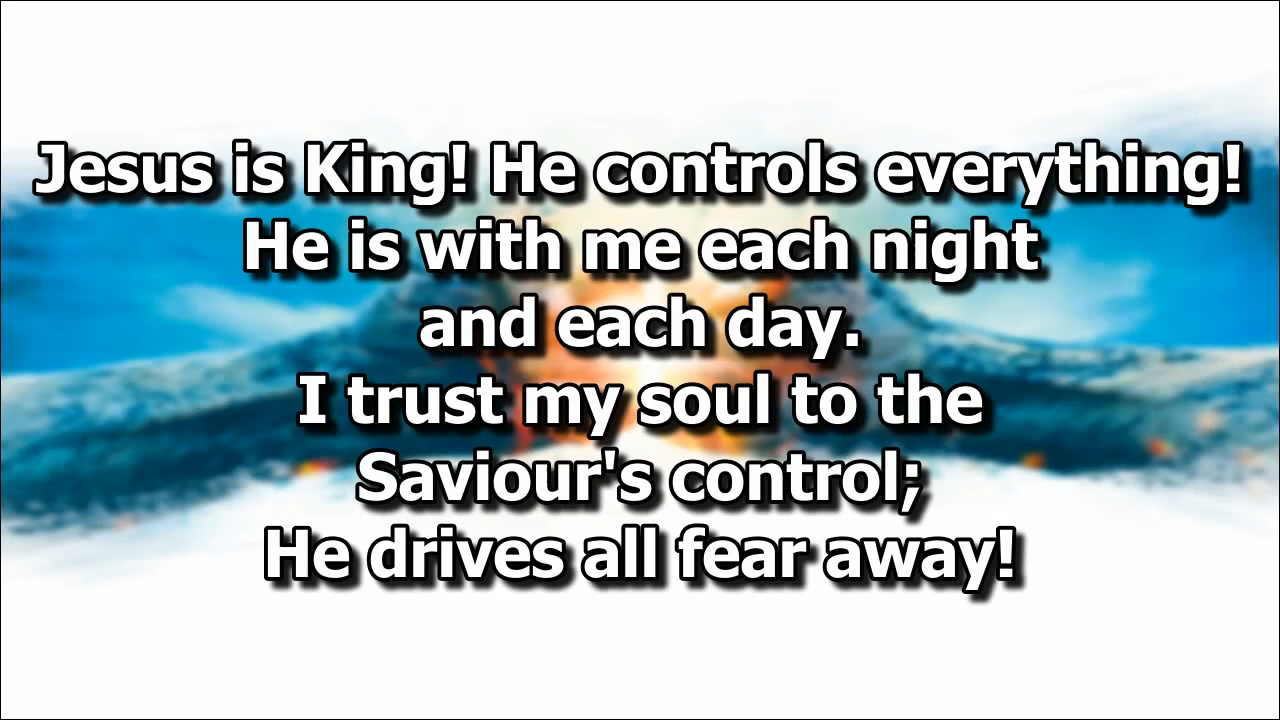 Jesus is King! He controls everything!
He is with me each night
and each day.
I trust my soul to the
Saviour's control;
He drives all fear away!